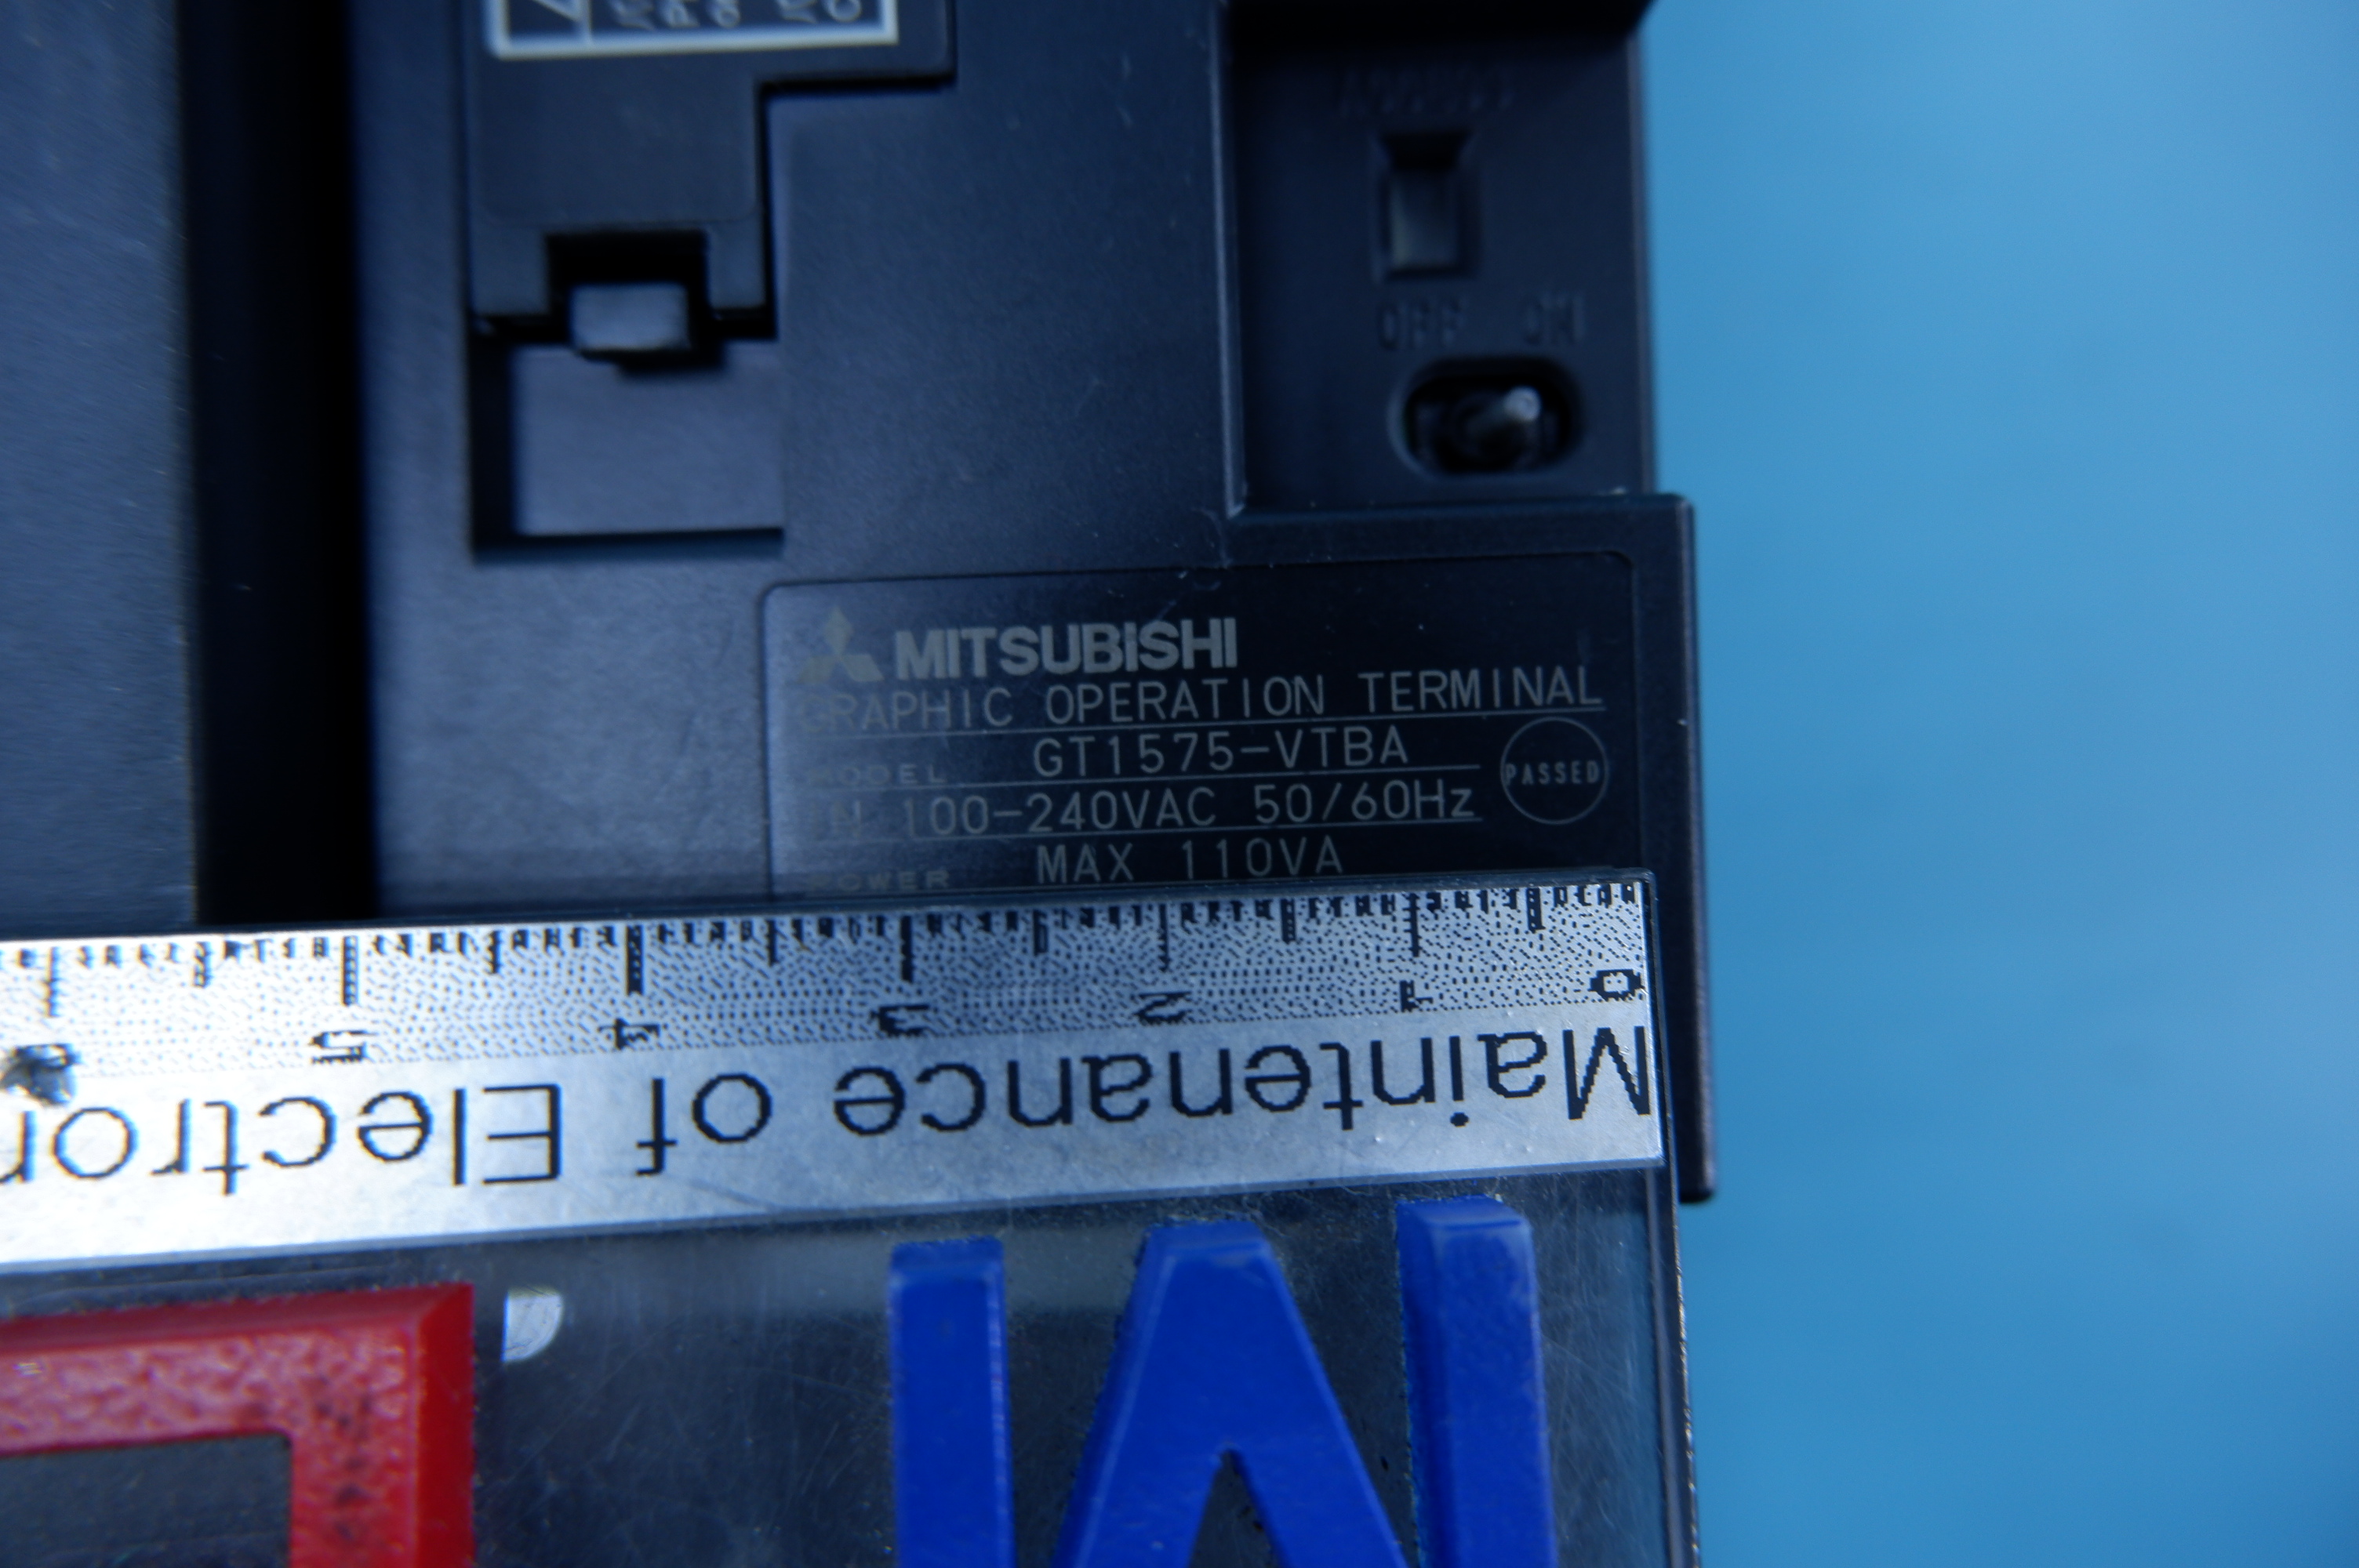 OFF ON
MITSUBISHI
GRAPHIC OPERATION TERMINAL
MODEL GT1575-VTBA
PASSED
IN 100-240VAC 50/60Hz
POWER MAX 110VA
0 1 2 3 4 5
Maintenance of Electron
M